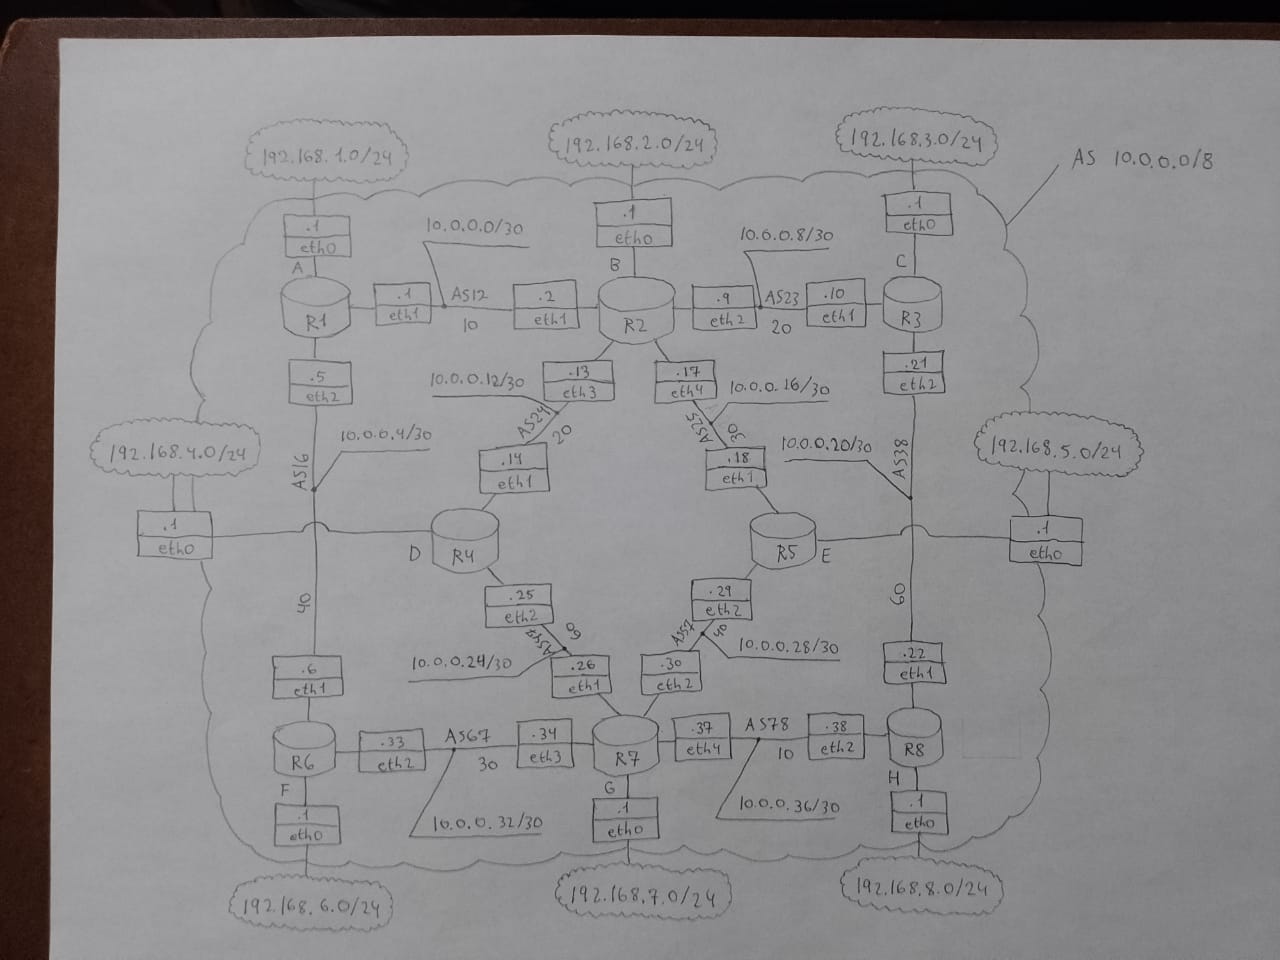 192.168.1.0/24
192.168.2.0/24
192.168.3.0/24
AS 10.0.0.0/8
.1
eth0
.1
eth0
.1
eth0
10.0.0.0/30
10.0.0.8/30
A
B
C
R1
.1
eth1
AS12
10
.2
eth1
R2
.9
eth2
AS23
20
.10
eth1
R3
.5
eth2
10.0.0.12/30
.13
eth3
.17
eth4
10.0.0.16/30
.21
eth2
AS24
20
AS25
30
192.168.4.0/24
10.0.0.4/30
AS16
10.0.0.20/30
AS38
192.168.5.0/24
.14
eth1
.18
eth1
.1
eth0
D
R4
R5
E
.1
eth0
40
60
.25
eth2
.29
eth2
AS47
60
AS57
40
10.0.0.24/30
10.0.0.28/30
.6
eth1
.26
eth1
.30
eth2
.22
eth1
R6
.33
eth2
AS67
30
.34
eth3
R7
.37
eth4
AS78
10
.38
eth2
R8
F
G
H
.1
eth0
10.0.0.32/30
.1
eth0
10.0.0.36/30
.1
eth0
192.168.6.0/24
192.168.7.0/24
192.168.8.0/24